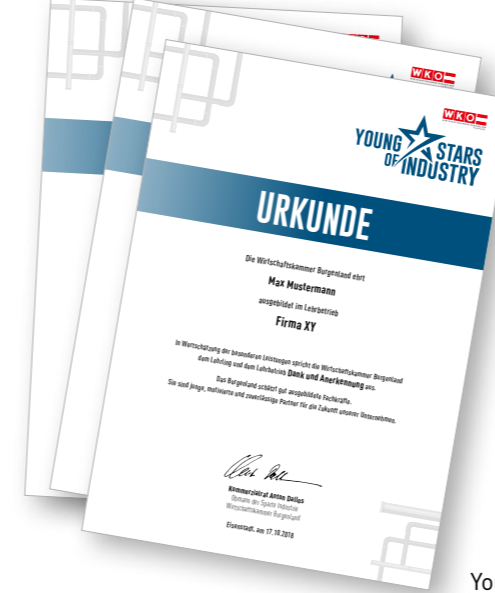 WKO
WKO
YOUNG STARS
OF INDUSTRY
URKUNDE
Die Wirtschaftskammer Burgenland ehrt
Max Mustermann
ausgebildet im Lehrbetrieb
Firma XY
In Wertschätzung der besonderen Leistungen spricht die Wirtschaftskammer Burgenland
dem Lehrling und dem Lehrbetrieb Dank und Anerkennung aus.
Das Burgenland schätzt gut ausgebildete Fachkräfte.
Sie sind junge, motivierte und zuverlässige Partner für die Zukunft unserer Unternehmen.
Kommerzialrat Anton Dallos
Obmann der Sparte Industrie
Wirtschaftskammer Burgenland
Eisenstadt, am 17.10.2018
Yo